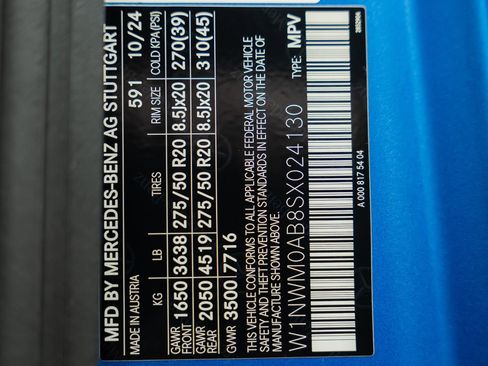 MFD BY MERCEDES-BENZ AG STUTTGART
MADE IN AUSTRIA 591 10/24
KG LB TIRES RIM SIZE COLD KPA (PSI)
GAWR FRONT 1650 3638 275/50 R20 8.5Jx20 270(39)
GAWR REAR 2050 4519 275/50 R20 8.5Jx20 310(45)
GVWR 3500 7716
THIS VEHICLE CONFORMS TO ALL APPLICABLE FEDERAL MOTOR VEHICLE
SAFETY AND THEFT PREVENTION STANDARDS IN EFFECT ON THE DATE OF
MANUFACTURE SHOWN ABOVE.
W1NWM0AB8SX024130 TYPE: MPV
A 000 817 54 04